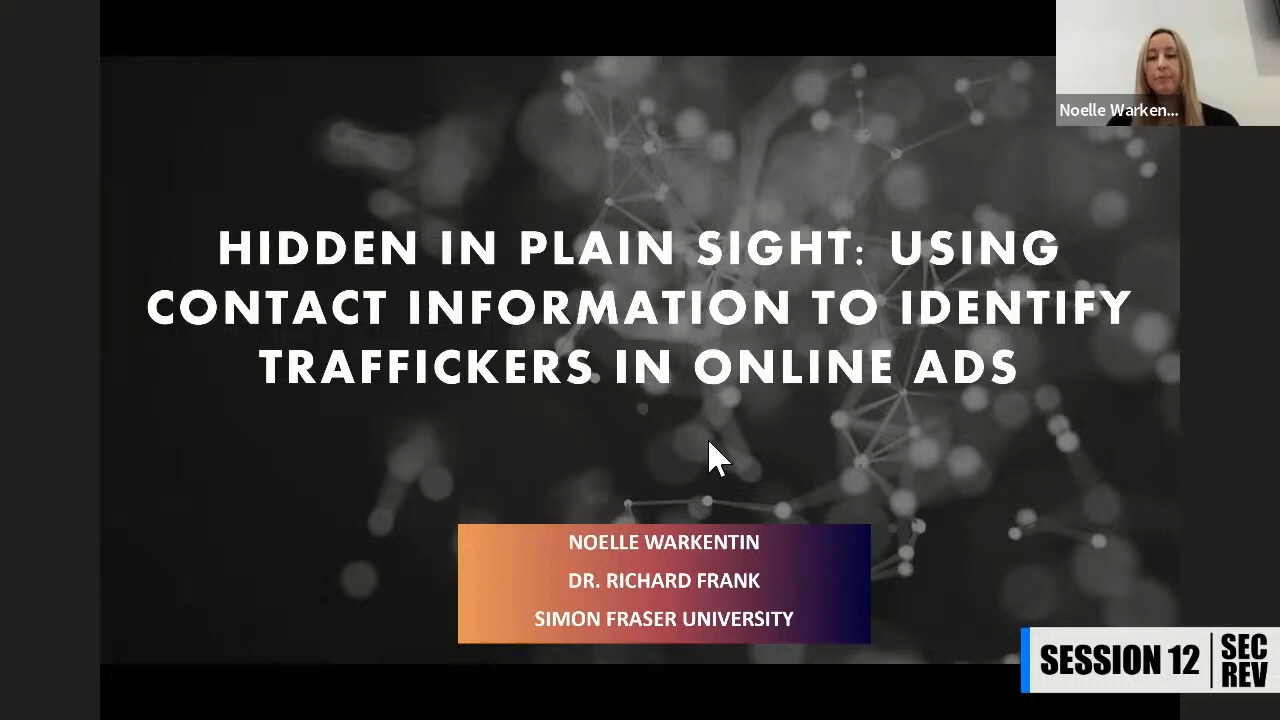 Noelle Warken...
HIDDEN IN PLAIN SIGHT: USING
CONTACT INFORMATION TO IDENTIFY
TRAFFICKERS IN ONLINE ADS
NOELLE WARKENTIN
DR. RICHARD FRANK
SIMON FRASER UNIVERSITY
SESSION 12
SEC
REV